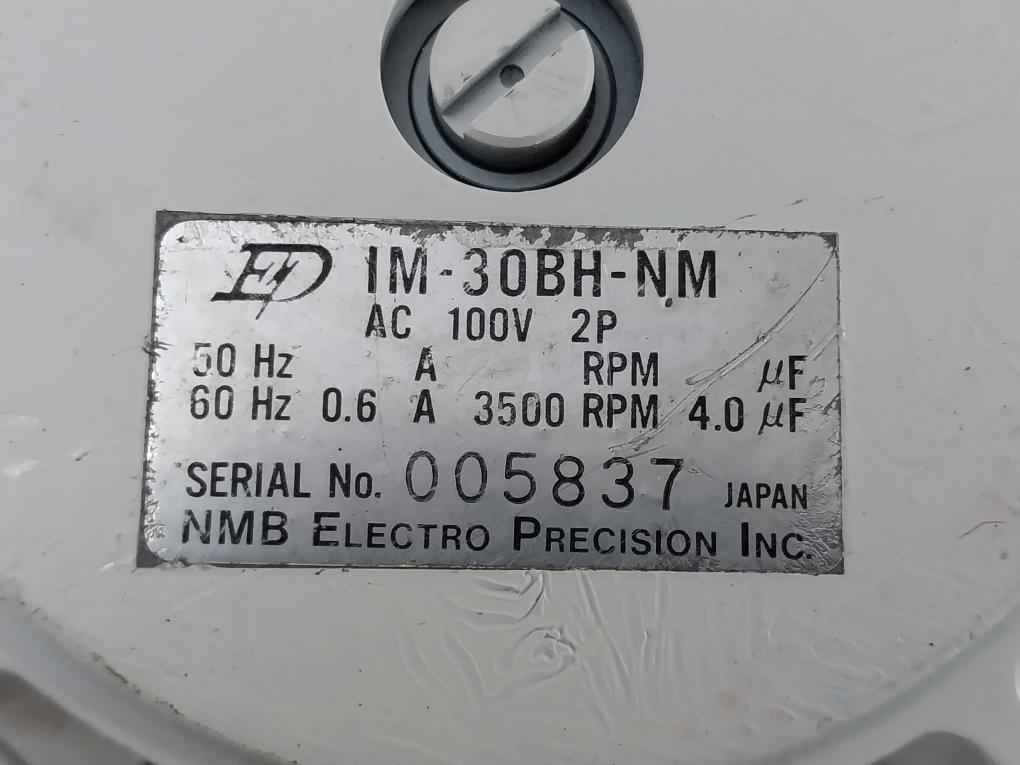 IM-30BH-NM
AC 100V 2P
50 Hz A RPM µF
60 Hz 0.6 A 3500 RPM 4.0 µF
SERIAL No. 005837 JAPAN
NMB ELECTRO PRECISION INC.